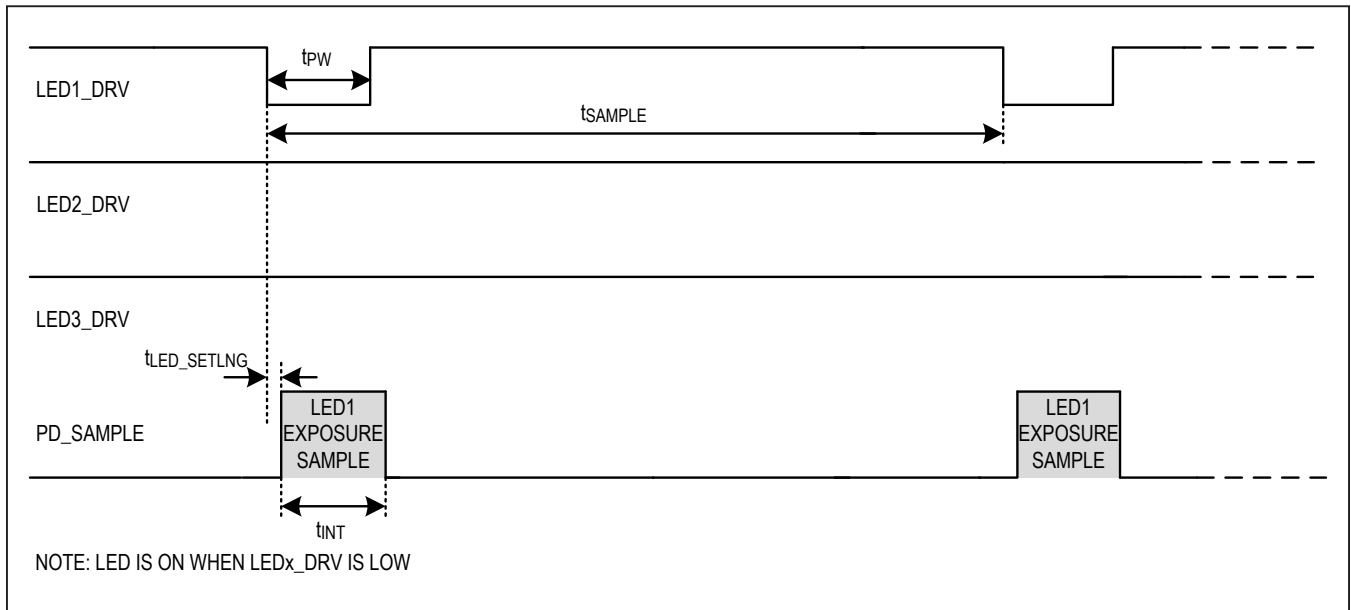 tPW
LED1_DRV
tSAMPLE
LED2_DRV
LED3_DRV
tLED_SETLNG
PD_SAMPLE
LED1
EXPOSURE
SAMPLE
LED1
EXPOSURE
SAMPLE
tINT
NOTE: LED IS ON WHEN LEDx_DRV IS LOW